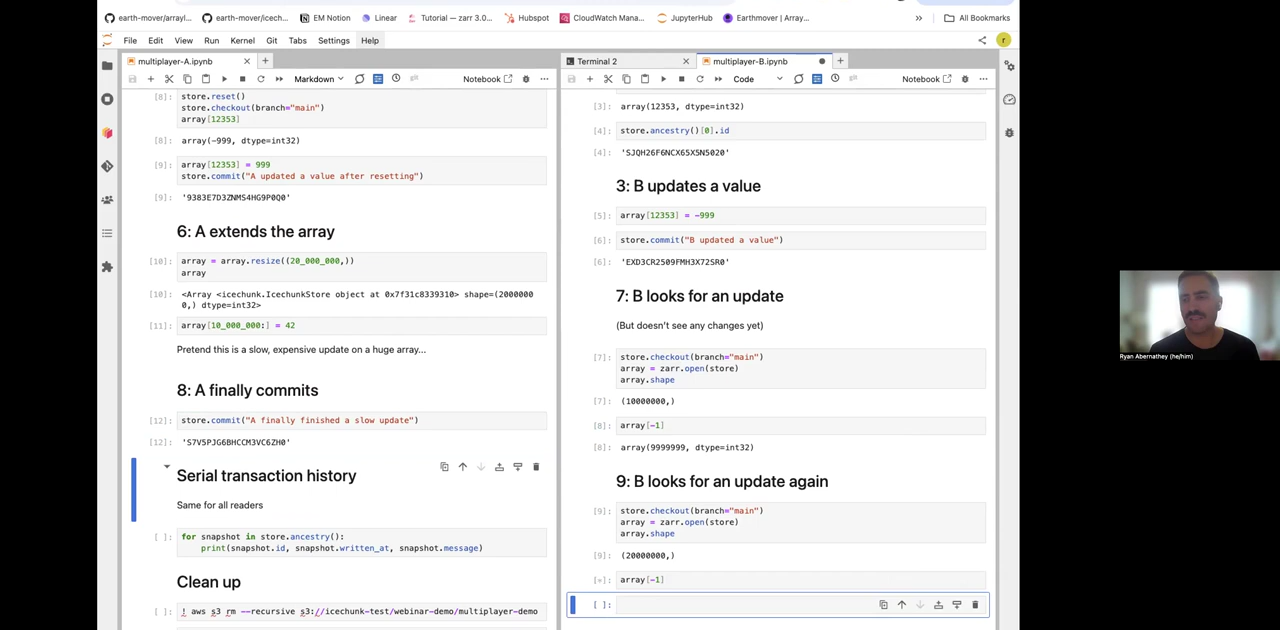 earth-mover/arrayl...
earth-mover/icech...
EM Notion
Linear
Tutorial — zarr 3.0...
Hubspot
CloudWatch Mana...
JupyterHub
Earthmover | Array...
»
All Bookmarks
File Edit View Run Kernel Git Tabs Settings Help
r
multiplayer-A.ipynb
Markdown
Notebook
[8]: store.reset()
store.checkout(branch="main")
array[12353]
[8]: array(-999, dtype=int32)
[9]: array[12353] = 999
store.commit("A updated a value after resetting")
[9]: '9383E7D3ZNMS4HG9P0Q0'
6: A extends the array
[10]: array = array.resize((20_000_000,))
array
[10]: <Array <icechunk.IcechunkStore object at 0x7f31c8339310> shape=(2000000
0,) dtype=int32>
[11]: array[10_000_000:] = 42
Pretend this is a slow, expensive update on a huge array...
8: A finally commits
[12]: store.commit("A finally finished a slow update")
[12]: 'S7V5PJG6BHCCM3VC6ZH0'
Serial transaction history
Same for all readers
[ ]: for snapshot in store.ancestry():
print(snapshot.id, snapshot.written_at, snapshot.message)
Clean up
[ ]: ! aws s3 rm --recursive s3://icechunk-test/webinar-demo/multiplayer-demo
Terminal 2
multiplayer-B.ipynb
Code
Notebook
[3]: array(12353, dtype=int32)
[4]: store.ancestry()[0].id
[4]: 'SJQH26F6NCX65X5N5020'
3: B updates a value
[5]: array[12353] = -999
[6]: store.commit("B updated a value")
[6]: 'EXD3CR2509FMH3X72SR0'
7: B looks for an update
(But doesn't see any changes yet)
[7]: store.checkout(branch="main")
array = zarr.open(store)
array.shape
[7]: (10000000,)
[8]: array[-1]
[8]: array(9999999, dtype=int32)
9: B looks for an update again
[9]: store.checkout(branch="main")
array = zarr.open(store)
array.shape
[9]: (20000000,)
[*]: array[-1]
[ ]:
Ryan Abernathey (he/him)